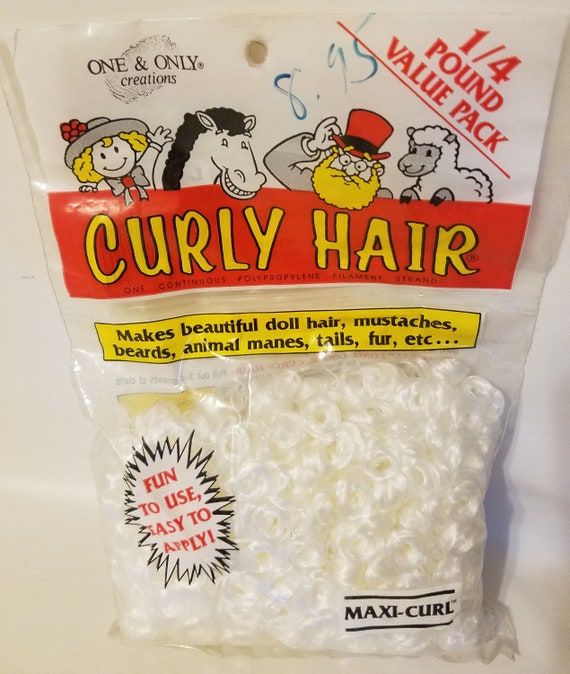 ONE & ONLY®
creations
8.95
1/4
POUND
VALUE PACK
CURLY HAIR®
ONE CONTINUOUS POLYPROPYLENE FILAMENT STRAND
Makes beautiful doll hair, mustaches,
beards, animal manes, tails, fur, etc...
FUN
TO USE,
EASY TO
APPLY!
MAXI-CURL™